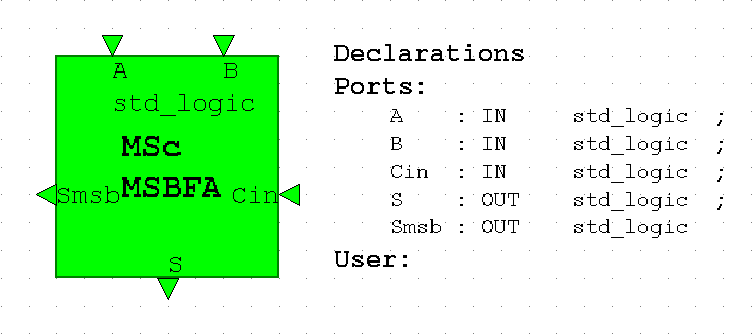 A B
std_logic
MSc
Smsb MSBFA Cin
S
Declarations
Ports:
A : IN std_logic ;
B : IN std_logic ;
Cin : IN std_logic ;
S : OUT std_logic ;
Smsb : OUT std_logic
User: